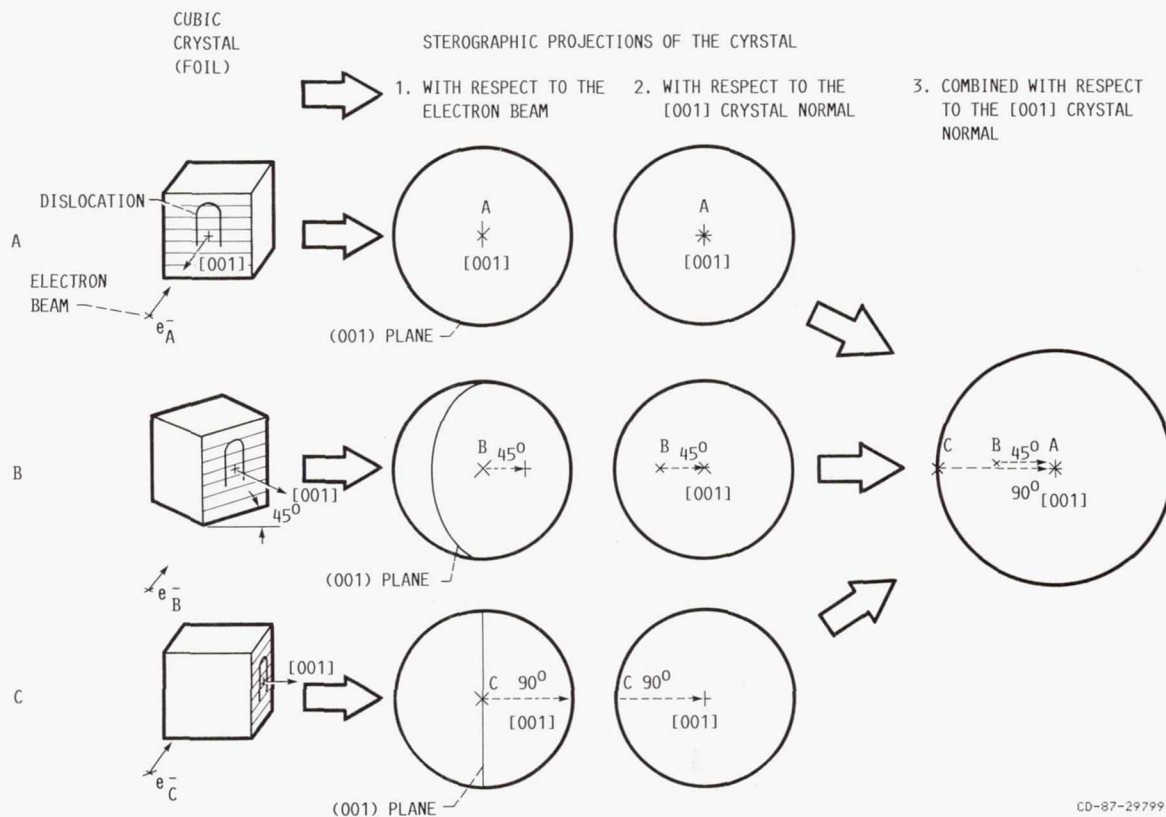 CUBIC
CRYSTAL
(FOIL)
STEROGRAPHIC PROJECTIONS OF THE CYRSTAL
1. WITH RESPECT TO THE
ELECTRON BEAM
2. WITH RESPECT TO THE
[001] CRYSTAL NORMAL
3. COMBINED WITH RESPECT
TO THE [001] CRYSTAL
NORMAL
A
DISLOCATION
[001]
ELECTRON
BEAM
e⁻A
A
[001]
(001) PLANE
A
[001]
B
[001]
45⁰
e⁻B
B 45⁰
(001) PLANE
B 45⁰
[001]
C B 45⁰ A
90⁰ [001]
C
[001]
e⁻C
C 90⁰
[001]
(001) PLANE
C 90⁰
[001]
CD-87-29799